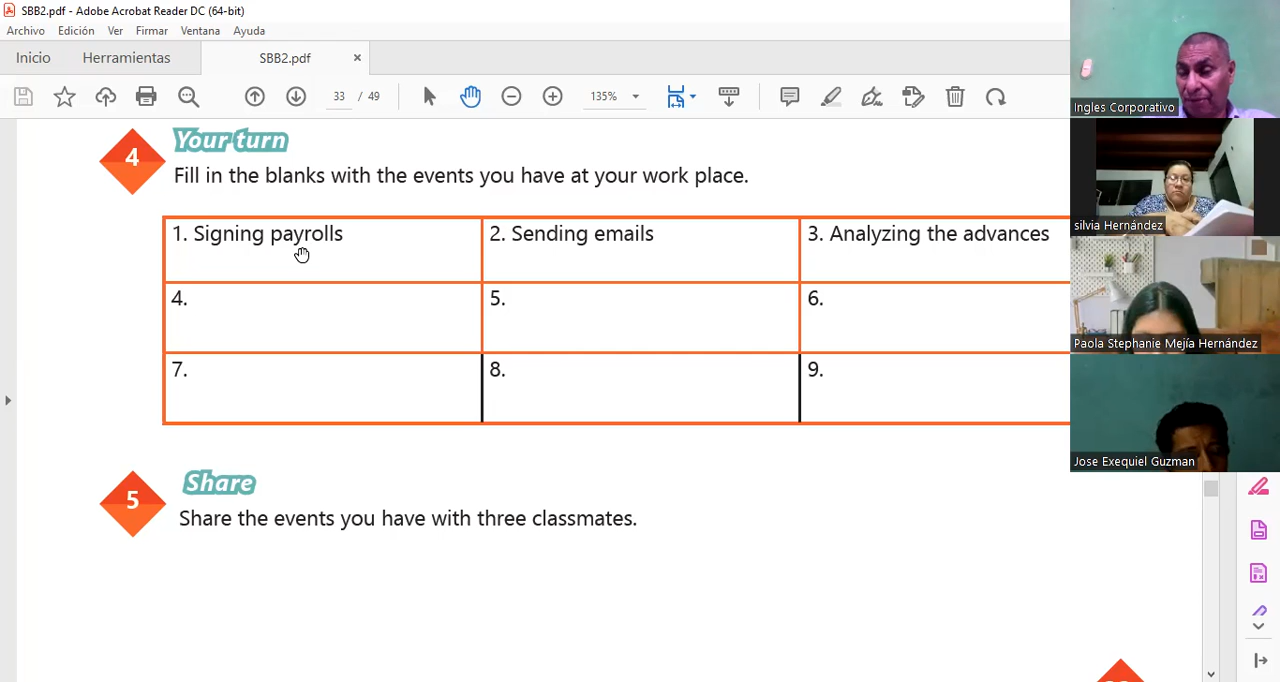 SBB2.pdf - Adobe Acrobat Reader DC (64-bit)
Archivo Edición Ver Firmar Ventana Ayuda
Inicio Herramientas SBB2.pdf ×
33 / 49 135%
4 Your turn
Fill in the blanks with the events you have at your work place.
1. Signing payrolls 2. Sending emails 3. Analyzing the advances
4. 5. 6.
7. 8. 9.
5 Share
Share the events you have with three classmates.
Ingles Corporativo
silvia Hernández
Paola Stephanie Mejía Hernández
Jose Exequiel Guzman